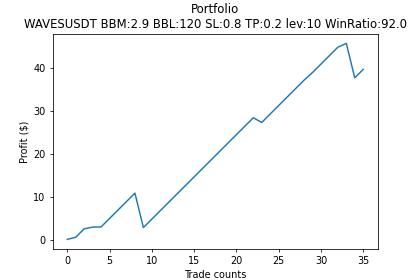 Portfolio
WAVESUSDT BBM:2.9 BBL:120 SL:0.8 TP:0.2 lev:10 WinRatio:92.0
40
30
20
10
0
Profit ($)
0 5 10 15 20 25 30 35
Trade counts